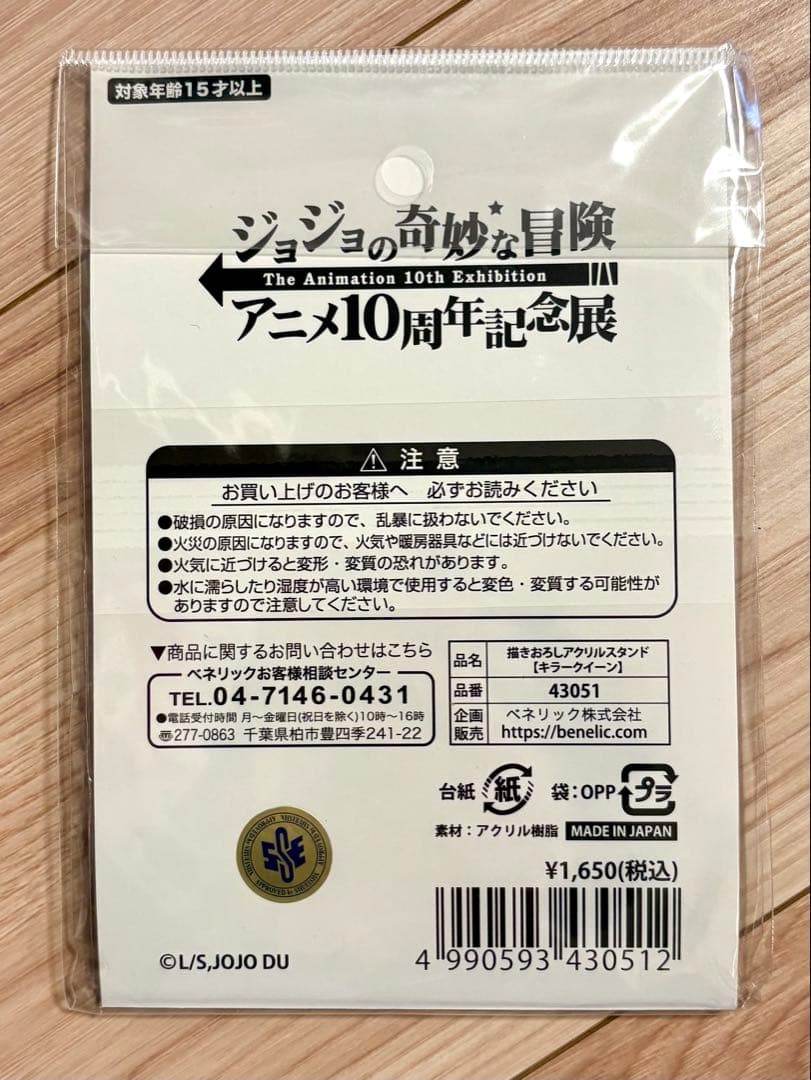 対象年齢15才以上
ジョジョの奇妙な冒険
The Animation 10th Exhibition
アニメ10周年記念展
注意
お買い上げのお客様へ 必ずお読みください
●破損の原因になりますので、乱暴に扱わないでください。
●火災の原因になりますので、火気や暖房器具などには近づけないでください。
●火気に近づけると変形・変質の恐れがあります。
●水に濡らしたり湿度が高い環境で使用すると変色・変質する可能性が
ありますので注意してください。
▼商品に関するお問い合わせはこちら
ベネリックお客様相談センター
TEL.04-7146-0431
●電話受付時間 月〜金曜日(祝日を除く)10時〜16時
〠277-0863 千葉県柏市豊四季241-22
品名 描きおろしアクリルスタンド
【キラークイーン】
品番 43051
企画 販売 ベネリック株式会社
https://benelic.com
台紙 紙 袋:OPP プラ
素材：アクリル樹脂 MADE IN JAPAN
¥1,650(税込)
4 990593 430512
©L/S,JOJO DU